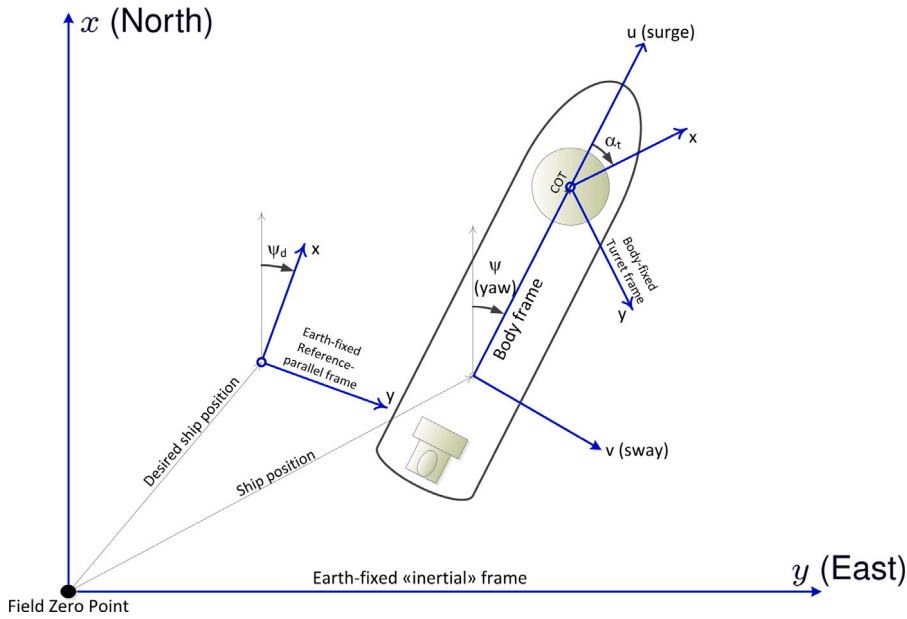 x (North)
u (surge)
αt
x
COT
ψd
x
ψ
(yaw)
Body-fixed
Turret frame
y
Body frame
Earth-fixed
Reference-
parallel frame
y
Desired ship position
Ship position
v (sway)
Earth-fixed «inertial» frame
y (East)
Field Zero Point